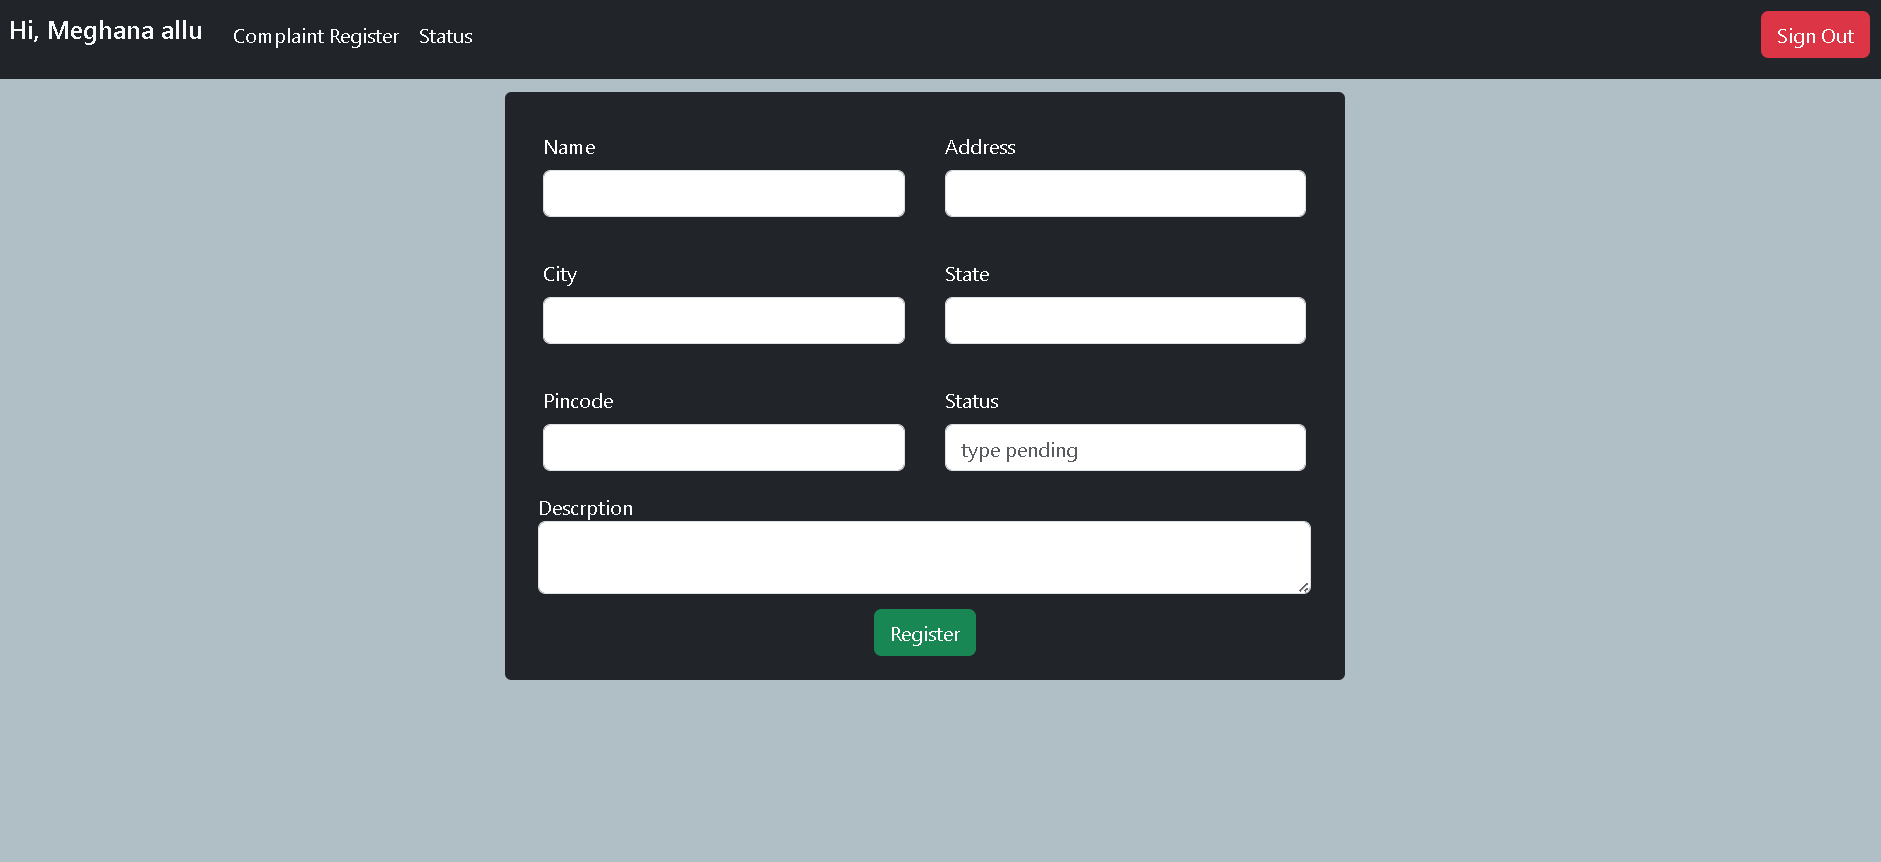 Hi, Meghana allu
Complaint Register
Status
Sign Out
Name
Address
City
State
Pincode
Status
type pending
Descrption
Register